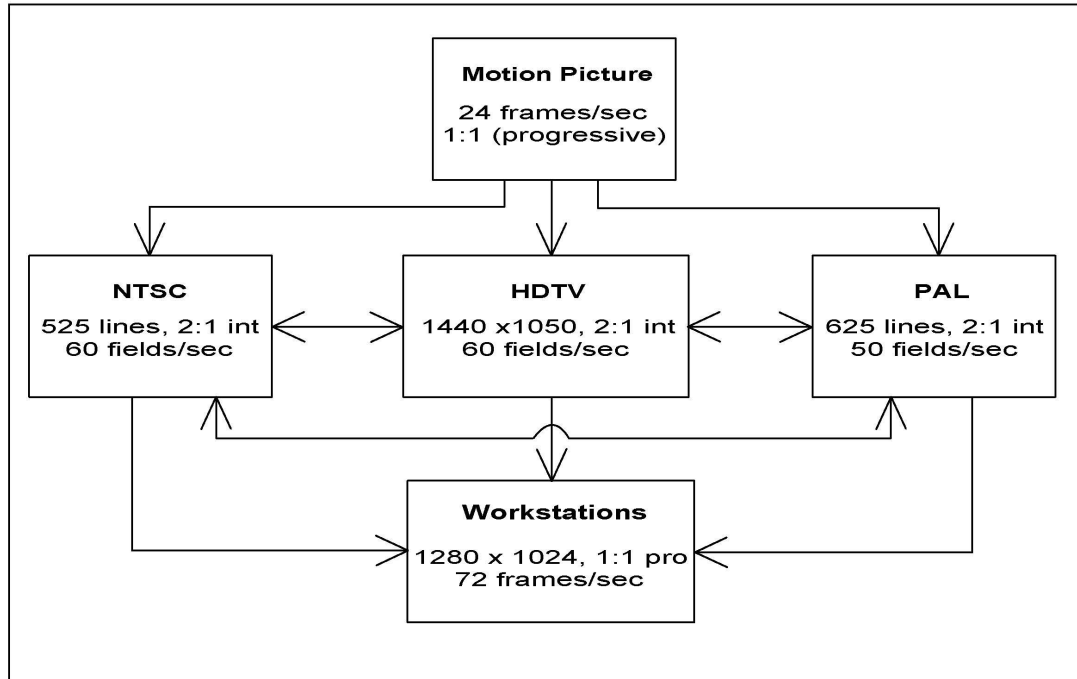 Motion Picture
24 frames/sec
1:1 (progressive)
NTSC
525 lines, 2:1 int
60 fields/sec
HDTV
1440 x1050, 2:1 int
60 fields/sec
PAL
625 lines, 2:1 int
50 fields/sec
Workstations
1280 x 1024, 1:1 pro
72 frames/sec